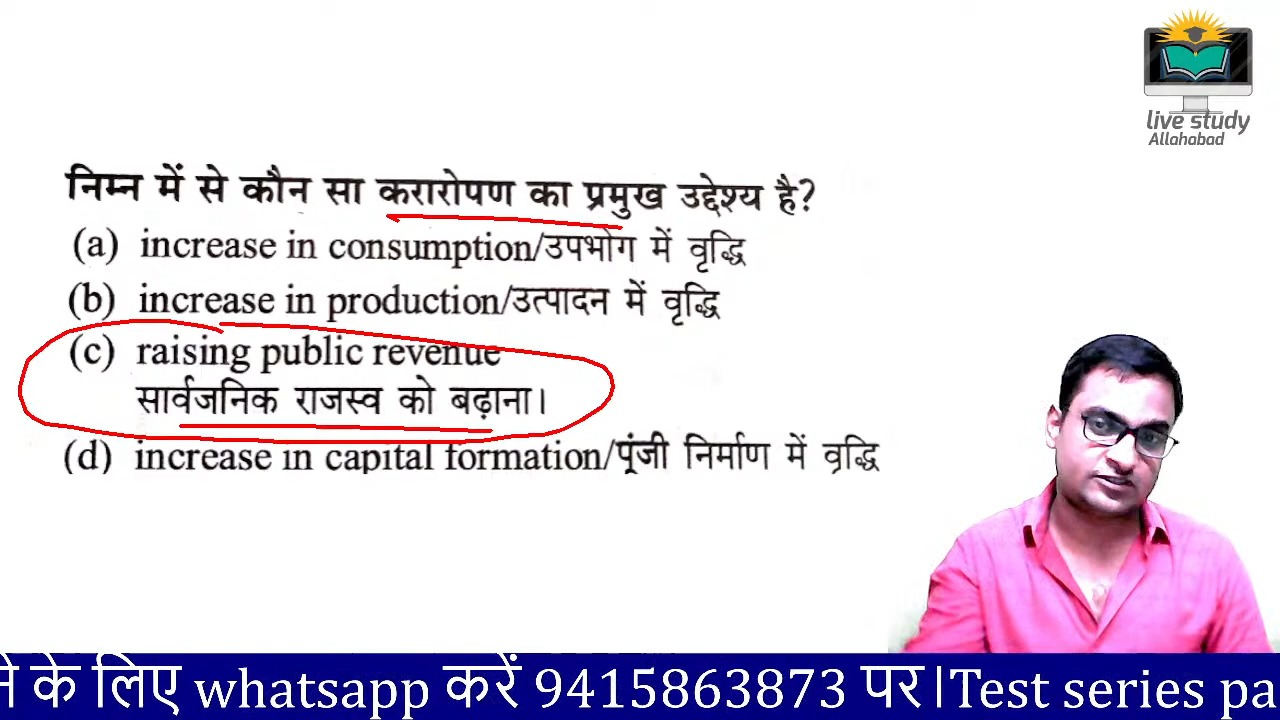 live study
Allahabad
निम्न में से कौन सा करारोपण का प्रमुख उद्देश्य है?
(a) increase in consumption/उपभोग में वृद्धि
(b) increase in production/उत्पादन में वृद्धि
(c) raising public revenue
सार्वजनिक राजस्व को बढ़ाना।
(d) increase in capital formation/पूंजी निर्माण में वृद्धि
के लिए whatsapp करें 9415863873 पर।Test series pa